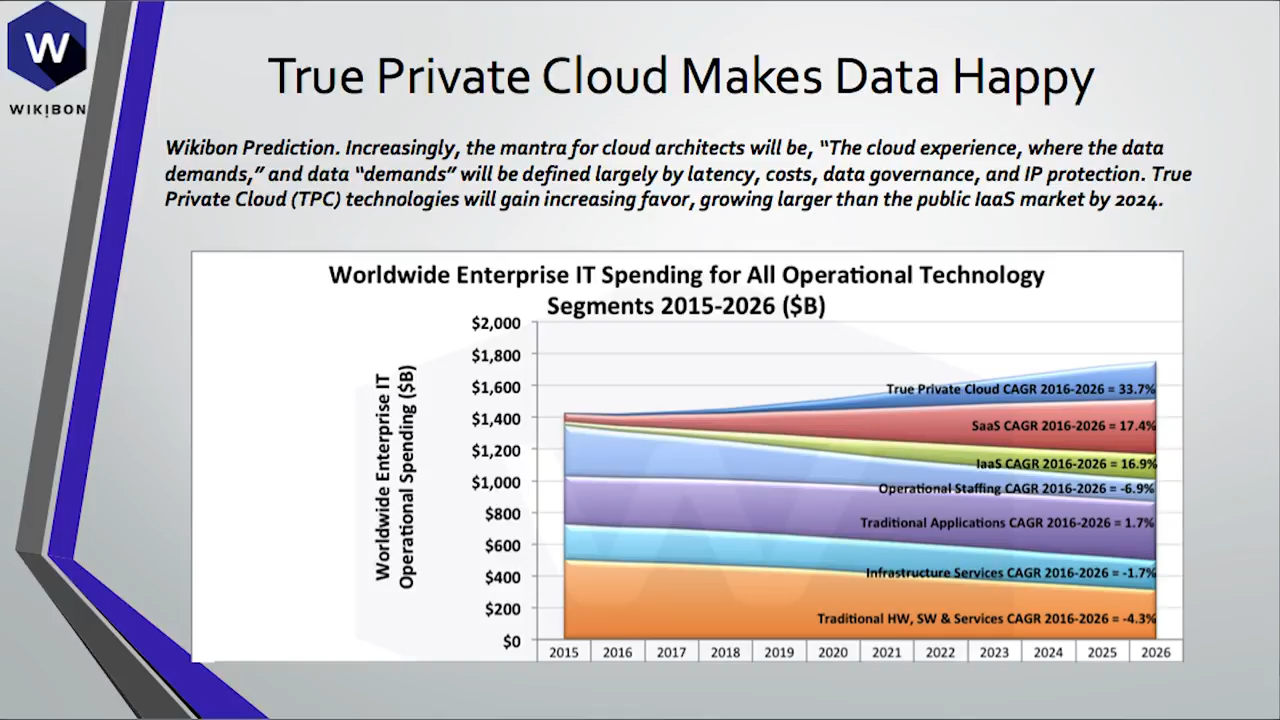 W
WIKIBON
True Private Cloud Makes Data Happy
Wikibon Prediction. Increasingly, the mantra for cloud architects will be, “The cloud experience, where the data
demands,” and data “demands” will be defined largely by latency, costs, data governance, and IP protection. True
Private Cloud (TPC) technologies will gain increasing favor, growing larger than the public IaaS market by 2024.
Worldwide Enterprise IT Spending for All Operational Technology
Segments 2015-2026 ($B)
Worldwide Enterprise IT
Operational Spending ($B)
$2,000
$1,800
$1,600
$1,400
$1,200
$1,000
$800
$600
$400
$200
$0
True Private Cloud CAGR 2016-2026 = 33.7%
SaaS CAGR 2016-2026 = 17.4%
IaaS CAGR 2016-2026 = 16.9%
Operational Staffing CAGR 2016-2026 = -6.9%
Traditional Applications CAGR 2016-2026 = 1.7%
Infrastructure Services CAGR 2016-2026 = -1.7%
Traditional HW, SW & Services CAGR 2016-2026 = -4.3%
2015 2016 2017 2018 2019 2020 2021 2022 2023 2024 2025 2026